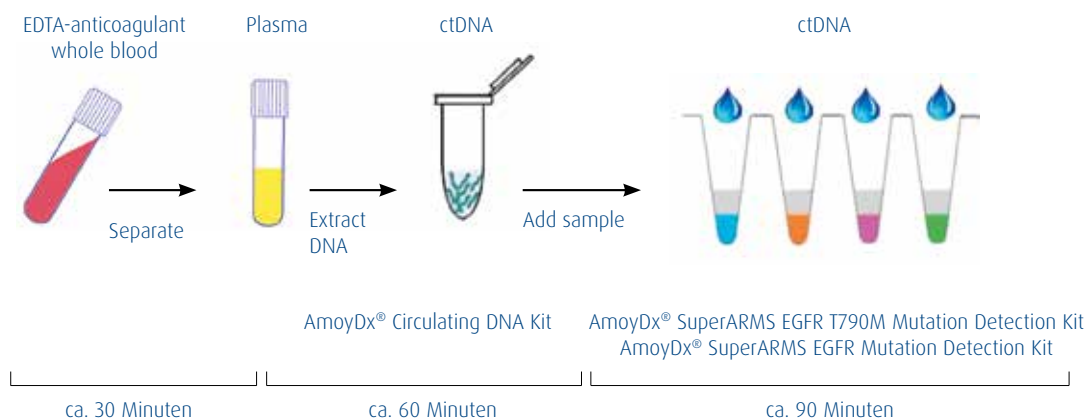 EDTA-anticoagulant
whole blood
Plasma
ctDNA
ctDNA
Separate
Extract
DNA
Add sample
AmoyDx® Circulating DNA Kit
AmoyDx® SuperARMS EGFR T790M Mutation Detection Kit
AmoyDx® SuperARMS EGFR Mutation Detection Kit
ca. 30 Minuten
ca. 60 Minuten
ca. 90 Minuten